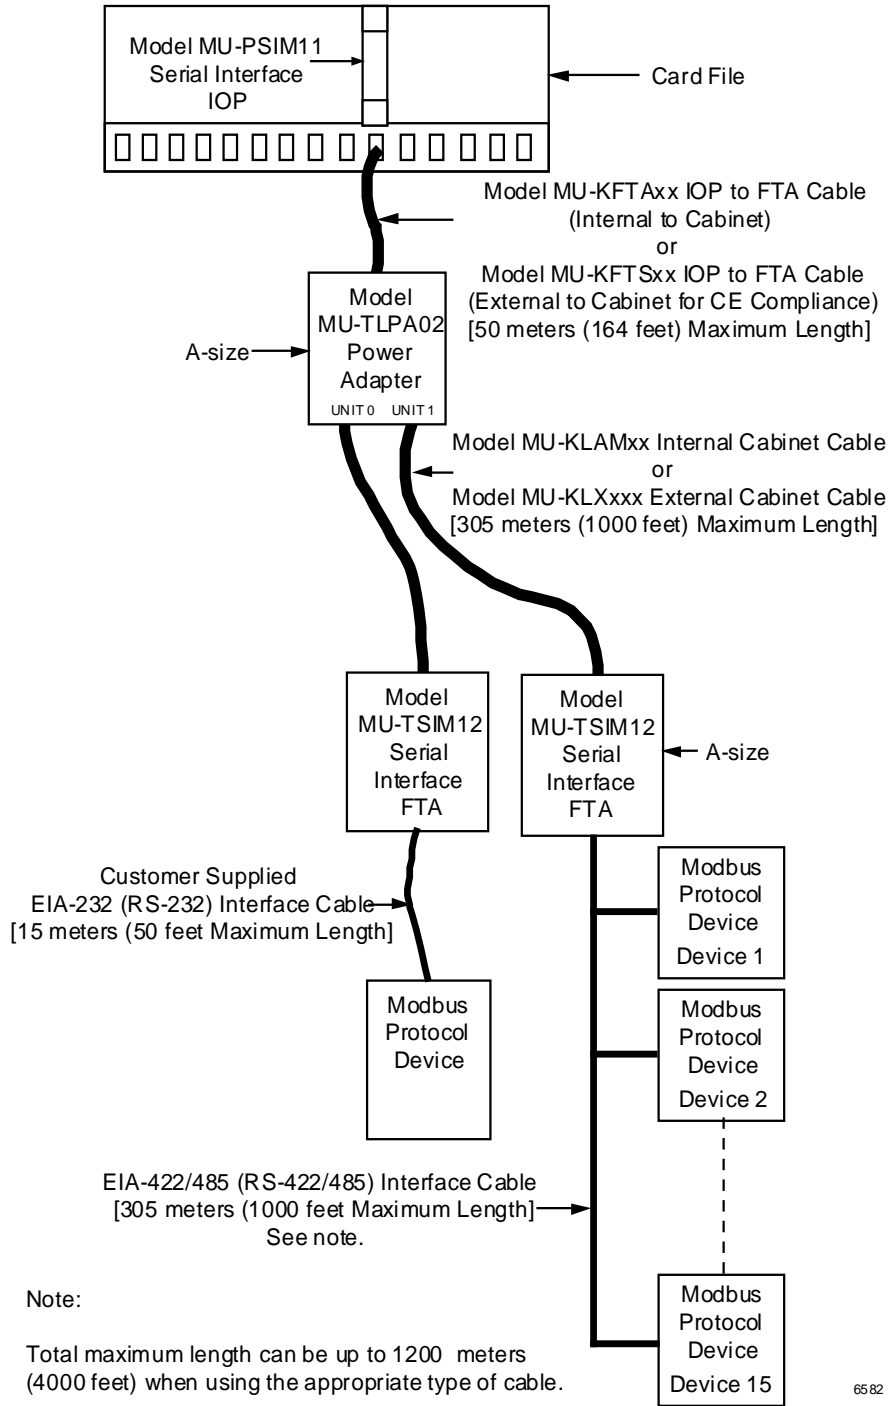 Model MU-PSIM11
Serial Interface
IOP
Card File
Model MU-KFTAxx IOP to FTA Cable
(Internal to Cabinet)
or
Model MU-KFTSxx IOP to FTA Cable
(External to Cabinet for CE Compliance)
[50 meters (164 feet) Maximum Length]
Model
MU-TLPA02
Power
Adapter
UNIT 0 UNIT 1
A-size
Model MU-KLAMxx Internal Cabinet Cable
or
Model MU-KLXxxx External Cabinet Cable
[305 meters (1000 feet) Maximum Length]
Model
MU-TSIM12
Serial
Interface
FTA
Model
MU-TSIM12
Serial
Interface
FTA
A-size
Customer Supplied
EIA-232 (RS-232) Interface Cable
[15 meters (50 feet Maximum Length]
Modbus
Protocol
Device
Modbus
Protocol
Device
Device 1
Modbus
Protocol
Device
Device 2
EIA-422/485 (RS-422/485) Interface Cable
[305 meters (1000 feet Maximum Length]
See note.
Modbus
Protocol
Device
Device 15
Note:
Total maximum length can be up to 1200 meters
(4000 feet) when using the appropriate type of cable.
6582